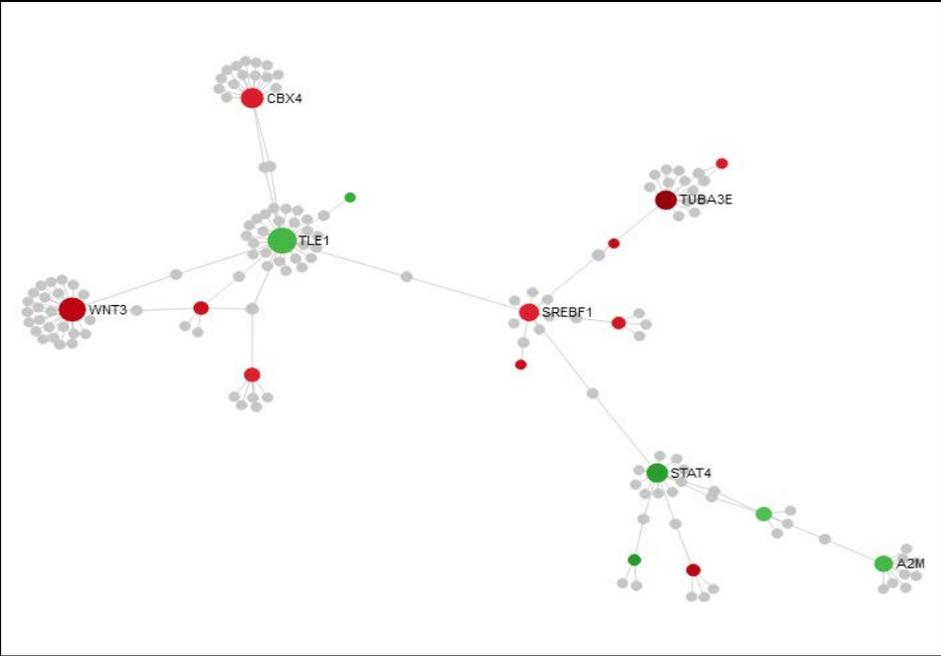 CBX4
TUBA3E
TLE1
WNT3
SREBF1
STAT4
A2M